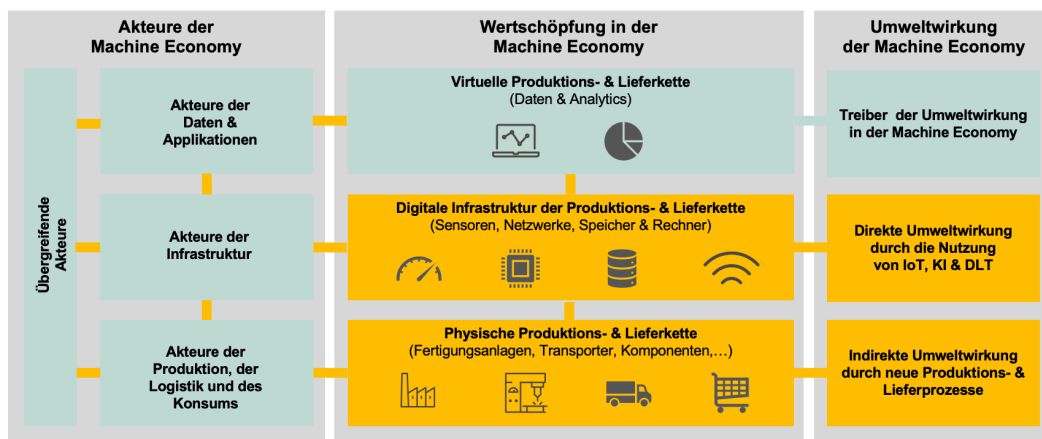 Akteure der
Machine Economy
Übergreifende
Akteure
Akteure der
Daten &
Applikationen
Akteure der
Infrastruktur
Akteure der
Produktion, der
Logistik und des
Konsums
Wertschöpfung in der
Machine Economy
Virtuelle Produktions- & Lieferkette
(Daten & Analytics)
Digitale Infrastruktur der Produktions- & Lieferkette
(Sensoren, Netzwerke, Speicher & Rechner)
Physische Produktions- & Lieferkette
(Fertigungsanlagen, Transporter, Komponenten,…)
Umweltwirkung
der Machine Economy
Treiber der Umweltwirkung
in der Machine Economy
Direkte Umweltwirkung
durch die Nutzung
von IoT, KI & DLT
Indirekte Umweltwirkung
durch neue Produktions- &
Lieferprozesse